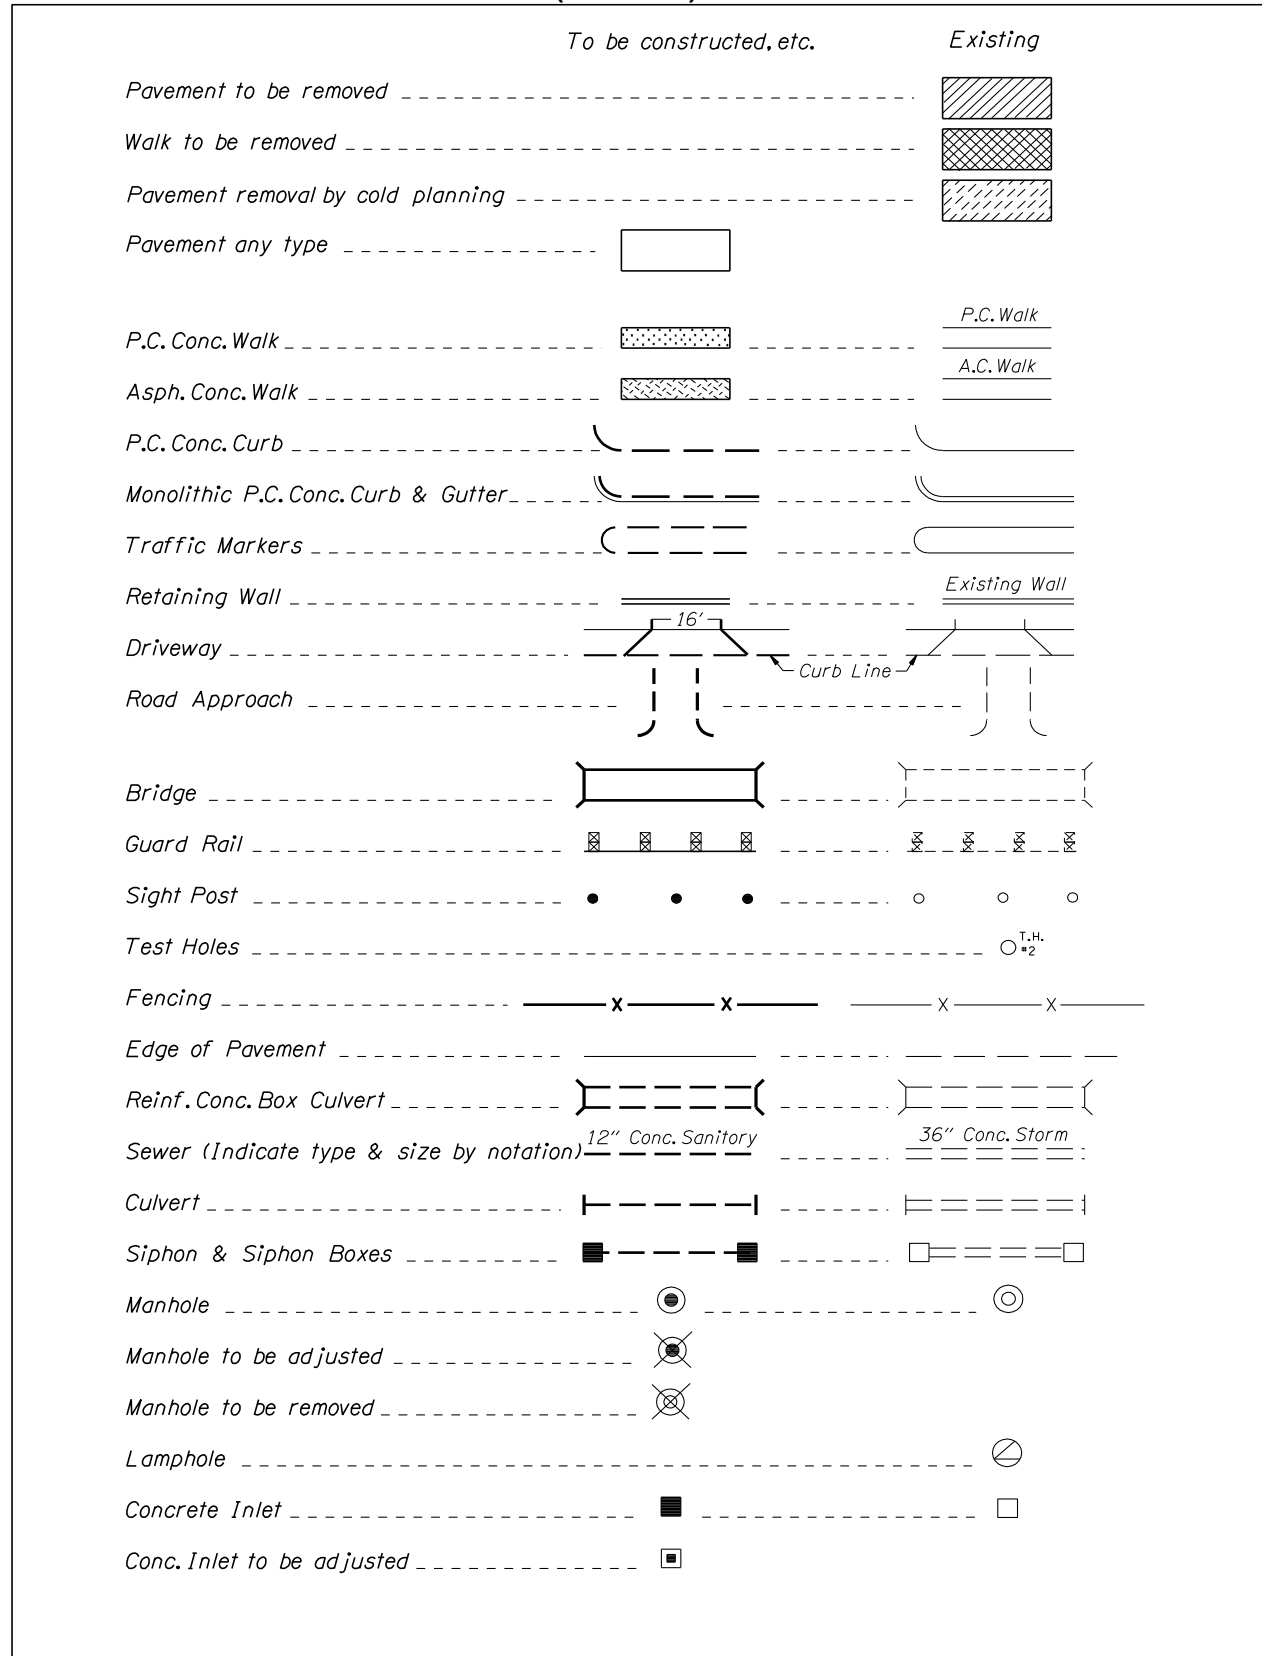 To be constructed, etc. Existing
Pavement to be removed
Walk to be removed
Pavement removal by cold planning
Pavement any type
P.C. Walk
P.C. Conc. Walk
A.C. Walk
Asph. Conc. Walk
P.C. Conc. Curb
Monolithic P.C. Conc. Curb & Gutter
Traffic Markers
Retaining Wall Existing Wall
16'
Driveway
Curb Line
Road Approach
Bridge
Guard Rail
Sight Post
Test Holes T.H.
#2
Fencing
Edge of Pavement
Reinf. Conc. Box Culvert
12" Conc. Sanitary 36" Conc. Storm
Sewer (Indicate type & size by notation)
Culvert
Siphon & Siphon Boxes
Manhole
Manhole to be adjusted
Manhole to be removed
Lamphole
Concrete Inlet
Conc. Inlet to be adjusted